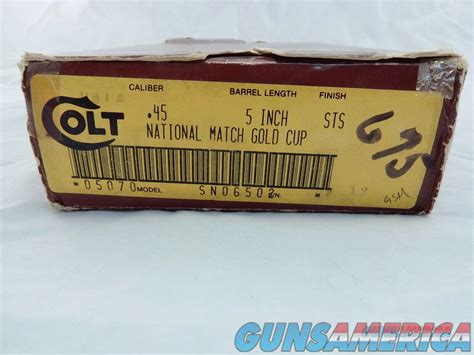 CALIBER BARREL LENGTH FINISH
COLT .45 5 INCH STS
NATIONAL MATCH GOLD CUP
675
*05070 MODEL SN06502 S/N
GSM
GUNSAMERICA